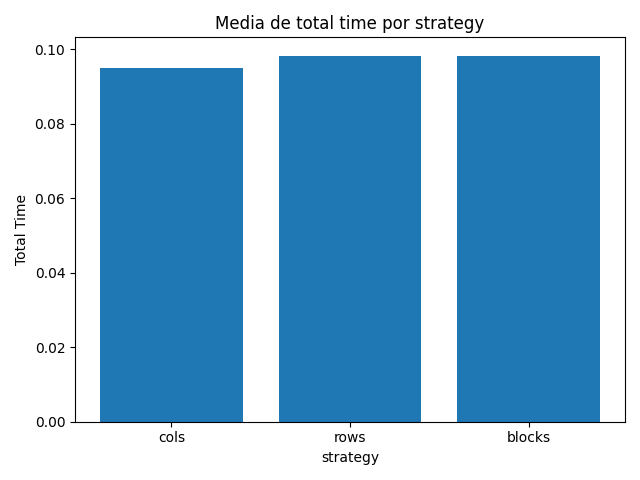 Media de total time por strategy
Total Time
0.10
0.08
0.06
0.04
0.02
0.00
cols
rows
blocks
strategy